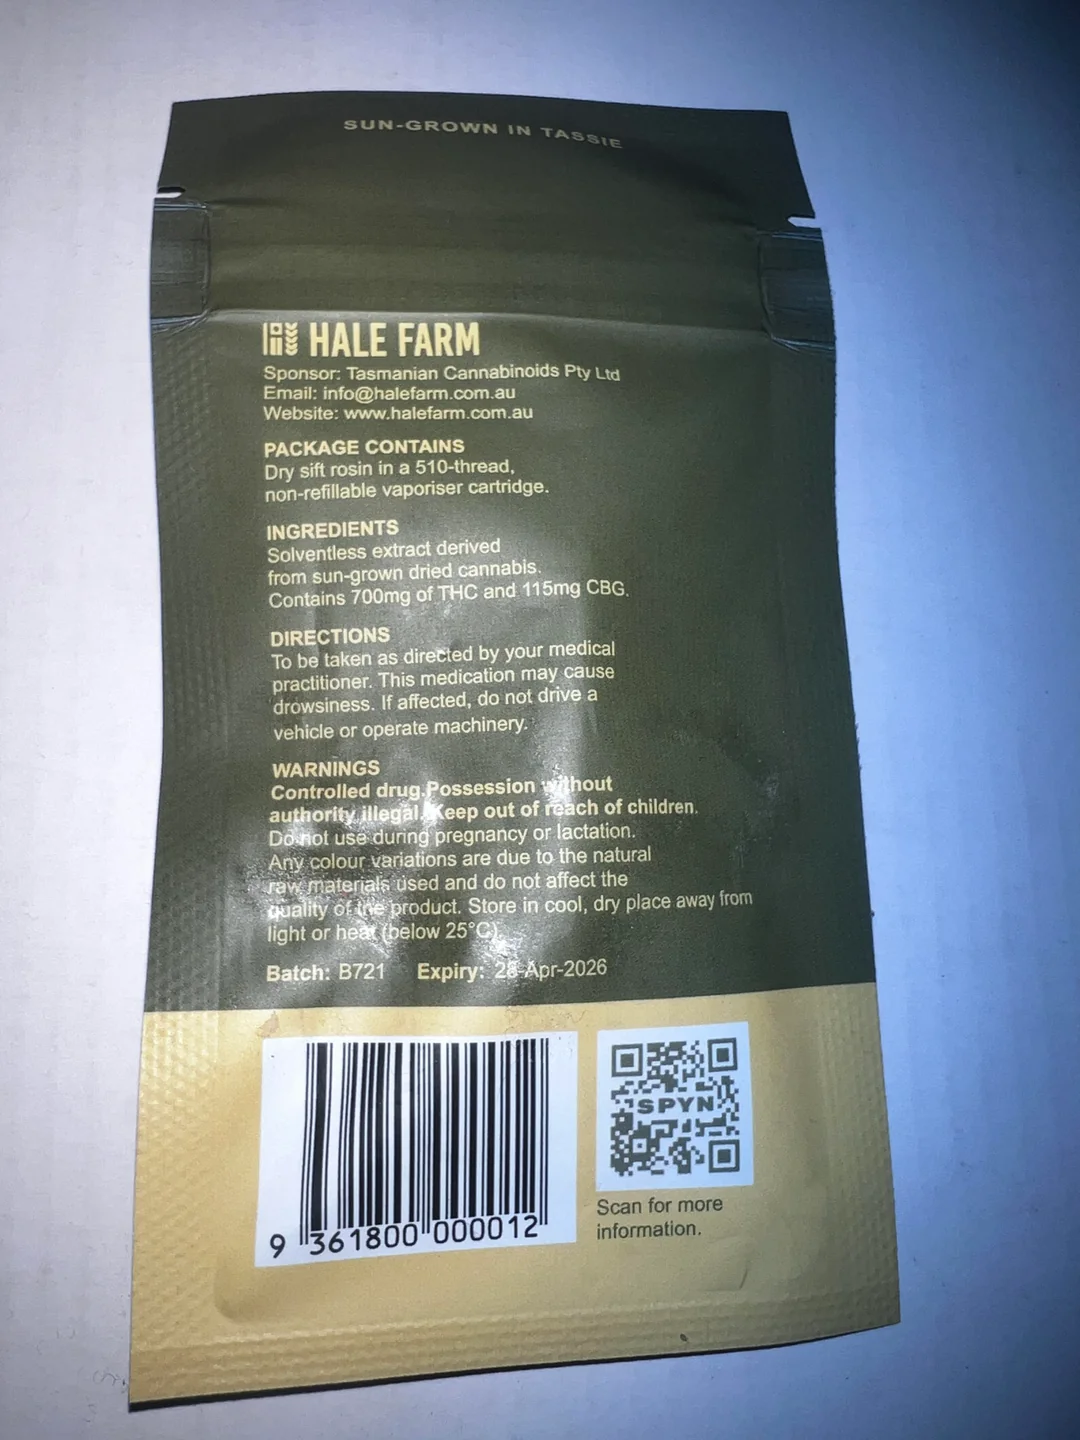 SUN-GROWN IN TASSIE
HALE FARM
Sponsor: Tasmanian Cannabinoids Pty Ltd
Email: info@halefarm.com.au
Website: www.halefarm.com.au
PACKAGE CONTAINS
Dry sift rosin in a 510-thread,
non-refillable vaporiser cartridge.
INGREDIENTS
Solventless extract derived
from sun-grown dried cannabis.
Contains 700mg of THC and 115mg CBG.
DIRECTIONS
To be taken as directed by your medical
practitioner. This medication may cause
drowsiness. If affected, do not drive a
vehicle or operate machinery.
WARNINGS
Controlled drug.Possession without
authority illegal. Keep out of reach of children.
Do not use during pregnancy or lactation.
Any colour variations are due to the natural
raw materials used and do not affect the
quality of the product. Store in cool, dry place away from
light or heat (below 25°C).
Batch: B721 Expiry: -Apr-2026
9 361800 000012
SPYN
Scan for more
information.